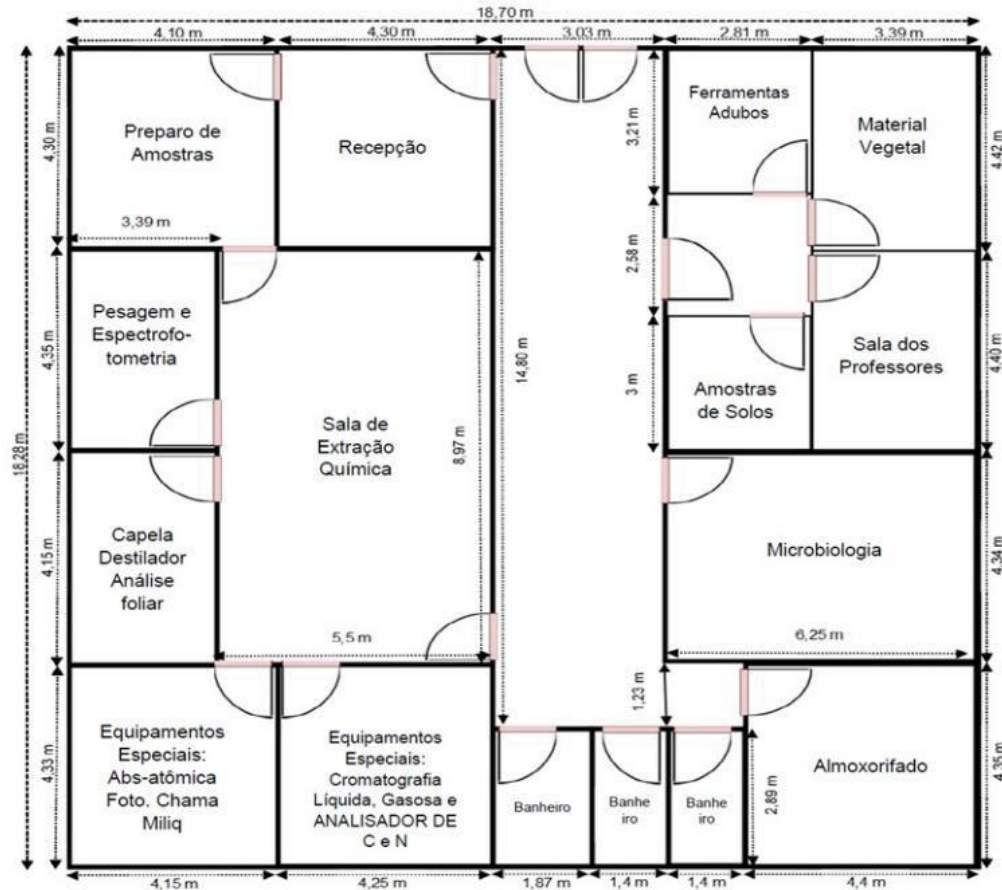 18,70 m
4.10 m
4.30 m
3.03 m
2.81 m
3.39 m
Preparo de
Amostras
Recepção
Ferramentas
Adubos
Material
Vegetal
4,30 m
3,21 m
4,42 m
3,39 m
2,58 m
Pesagem e
Espectrofo-
tometria
4,35 m
Sala de
Extração
Química
8,97 m
14,80 m
3 m
Amostras
de Solos
Sala dos
Professores
4,40 m
18,28 m
Capela
Destilador
Análise
foliar
4,15 m
5,5 m
Microbiologia
6,25 m
4,34 m
1,23 m
Equipamentos
Especiais:
Abs-atômica
Foto. Chama
Miliq
4,33 m
Equipamentos
Especiais:
Cromatografia
Líquida, Gasosa e
ANALISADOR DE
C e N
Banheiro
Banhe
iro
Banhe
iro
2,89 m
Almoxorifado
4,35 m
4,15 m
4,25 m
1,87 m
1,4 m
1,4 m
4,4 m